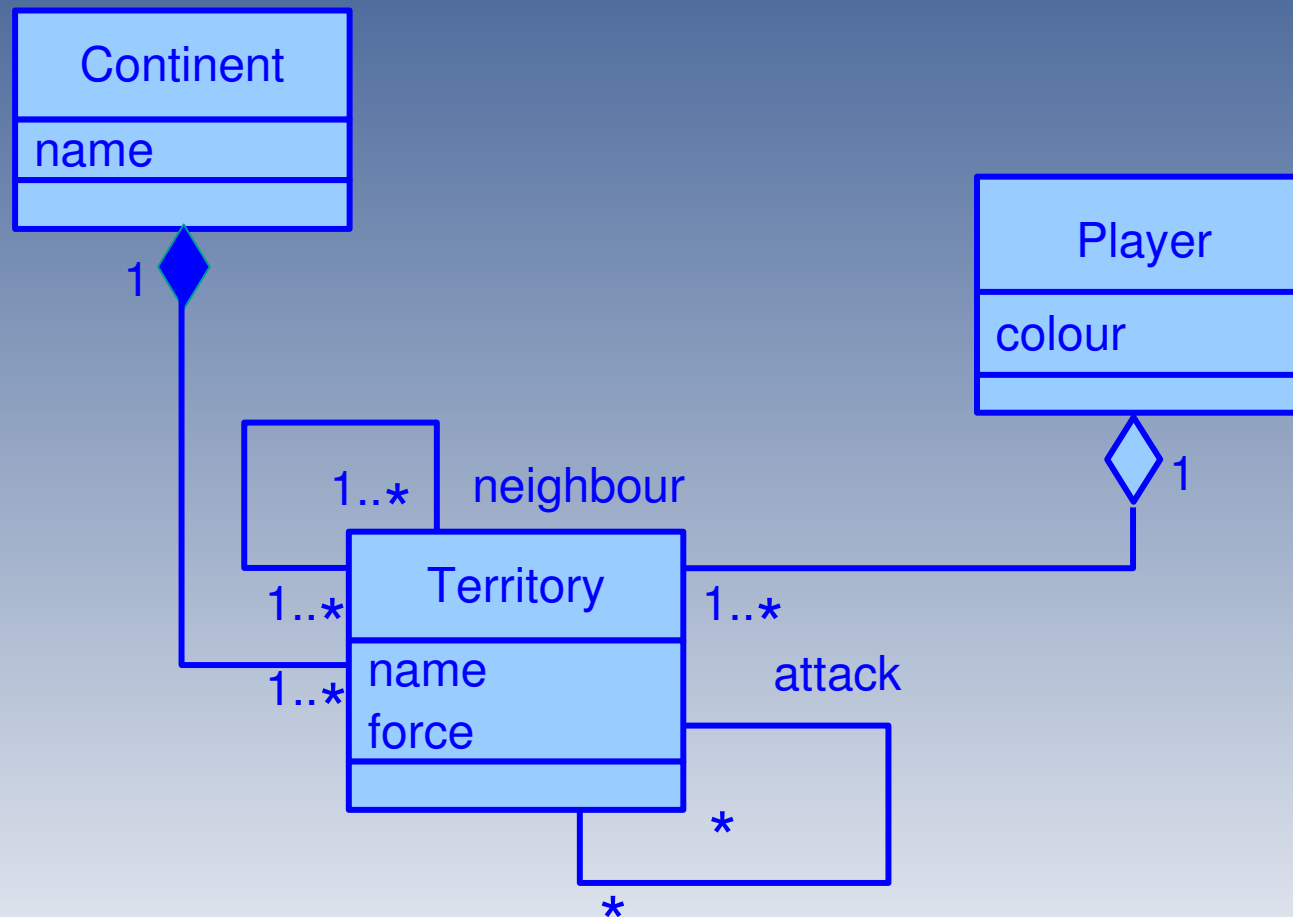 Continent
name
1
Player
colour
1
1..*
neighbour
1..*
Territory
1..*
1..*
name
force
attack
*
*